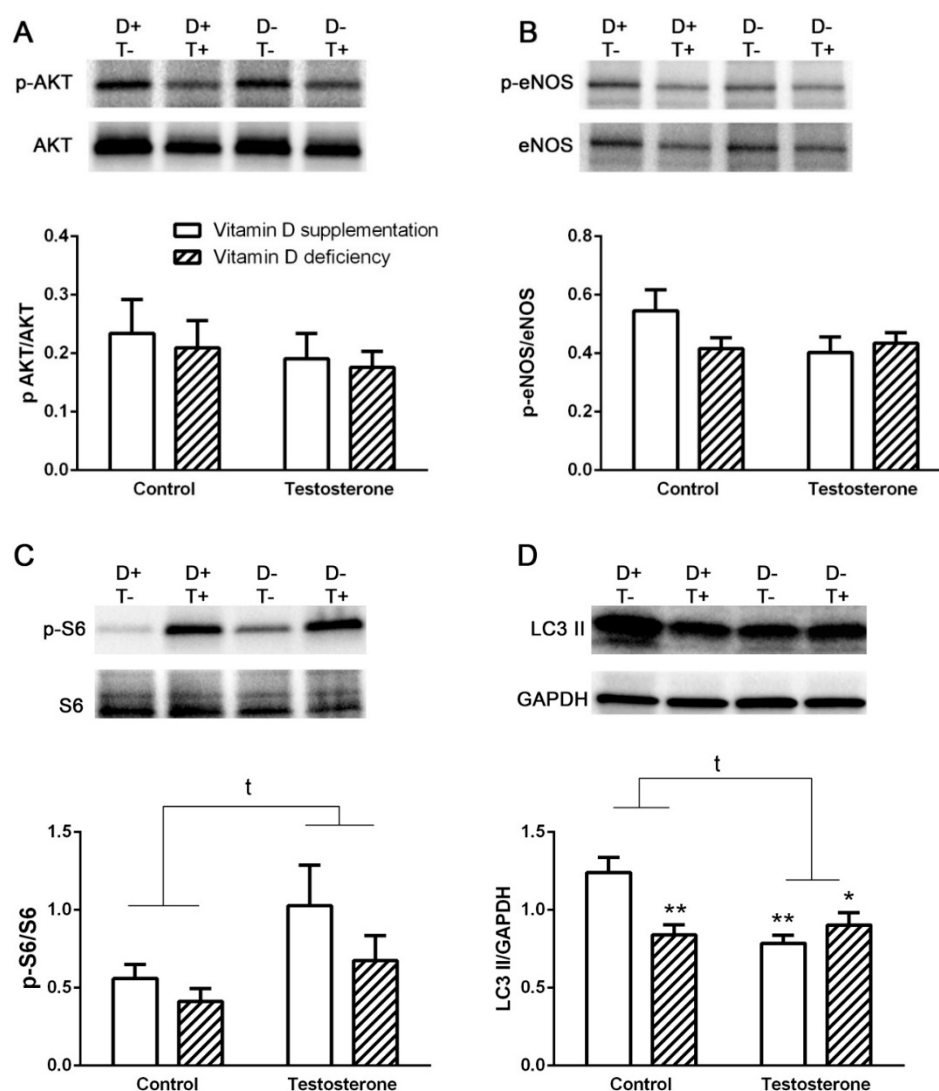 A
D+ D+ D- D-
T- T+ T- T+
p-AKT
AKT
Vitamin D supplementation
Vitamin D deficiency
p AKT/AKT
0.4
0.3
0.2
0.1
0.0
Control Testosterone
B
D+ D+ D- D-
T- T+ T- T+
p-eNOS
eNOS
p-eNOS/eNOS
0.8
0.6
0.4
0.2
0.0
Control Testosterone
C
D+ D+ D- D-
T- T+ T- T+
p-S6
S6
t
p-S6/S6
1.5
1.0
0.5
0.0
Control Testosterone
D
D+ D+ D- D-
T- T+ T- T+
LC3 II
GAPDH
t
LC3 II/GAPDH
1.5
1.0
0.5
0.0
** ** *
Control Testosterone